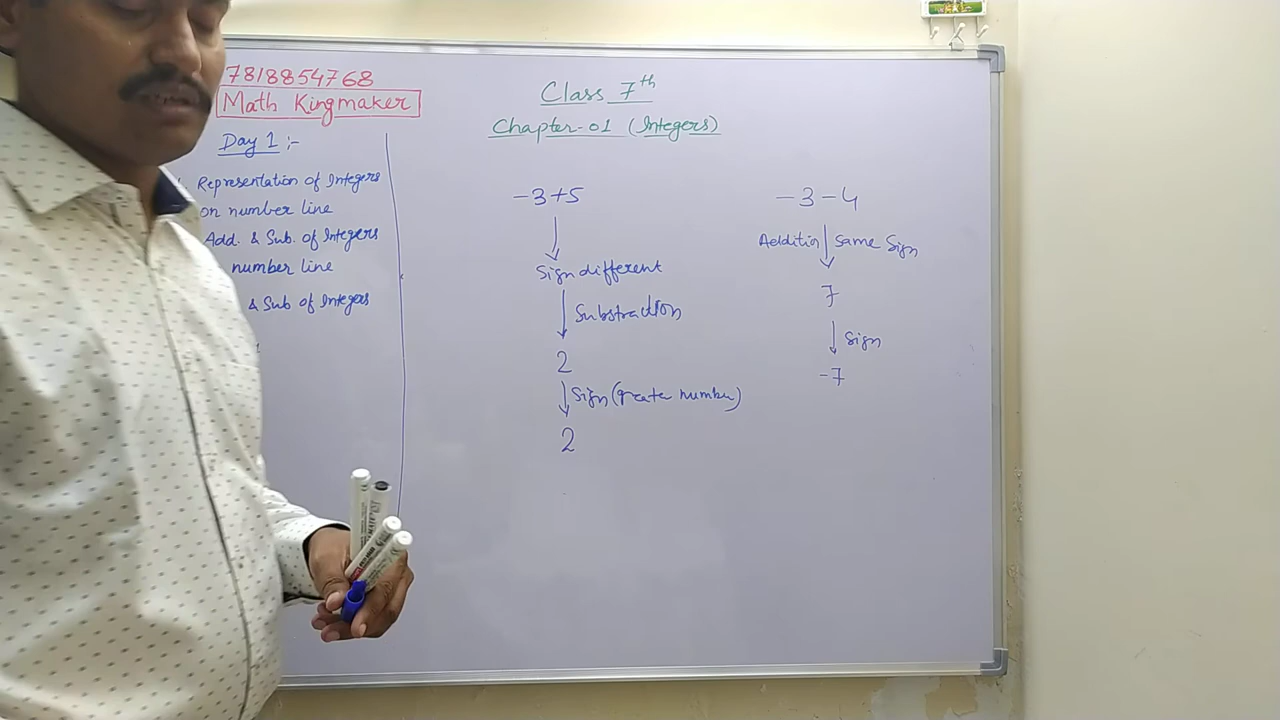 7818854768
Math Kingmaker
Day 1 :-
Representation of Integers
on number line
Add. & Sub. of Integers
number line
& Sub of Integers
Class 7th
Chapter-01 (Integers)
-3+5
Sign different
Substraction
2
Sign (greate number)
2
-3-4
Addition same Sign
7
Sign
-7